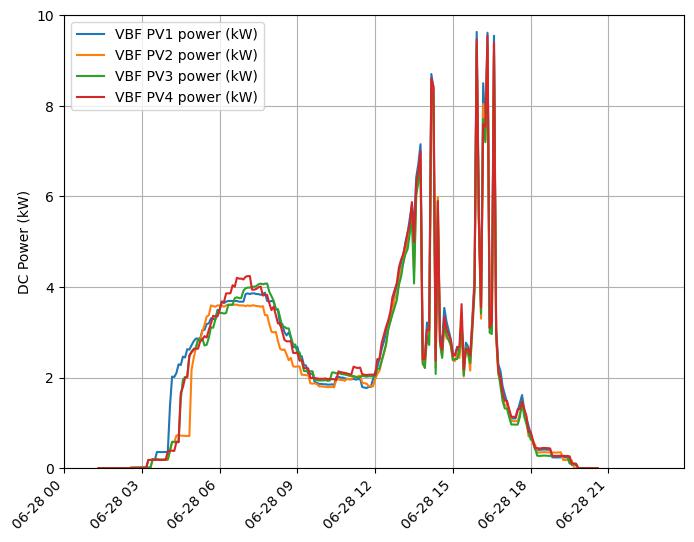 VBF PV1 power (kW)
VBF PV2 power (kW)
VBF PV3 power (kW)
VBF PV4 power (kW)
DC Power (kW)
10
8
6
4
2
0
06-28 00
06-28 03
06-28 06
06-28 09
06-28 12
06-28 15
06-28 18
06-28 21